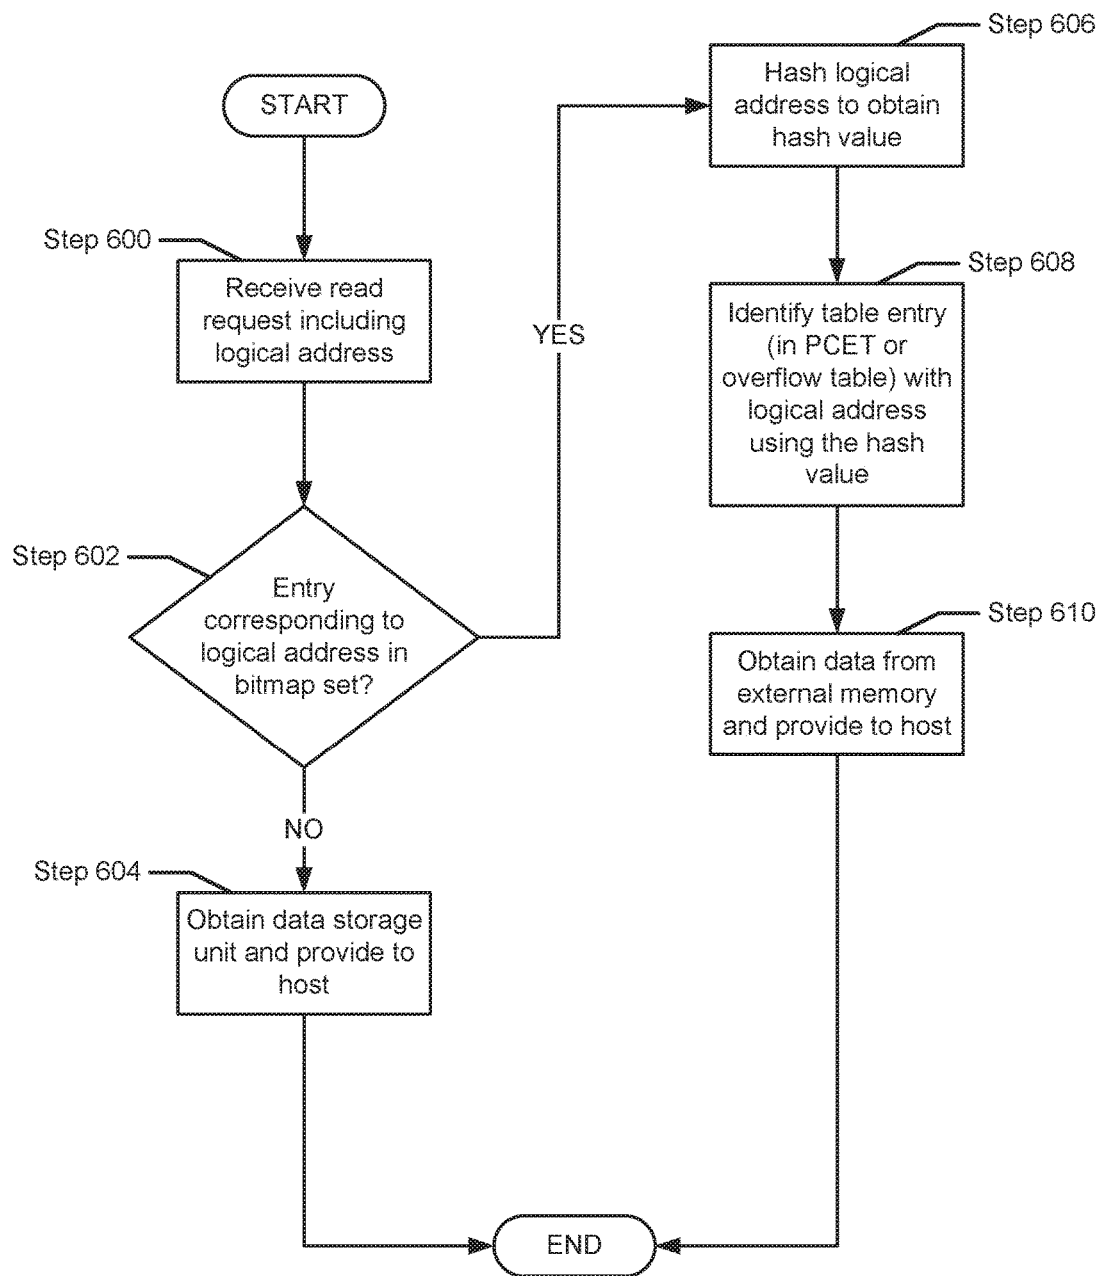 START
Step 600
Receive read
request including
logical address
Step 602
Entry
corresponding to
logical address in
bitmap set?
YES
NO
Step 604
Obtain data storage
unit and provide to
host
Step 606
Hash logical
address to obtain
hash value
Step 608
Identify table entry
(in PCET or
overflow table) with
logical address
using the hash
value
Step 610
Obtain data from
external memory
and provide to host
END